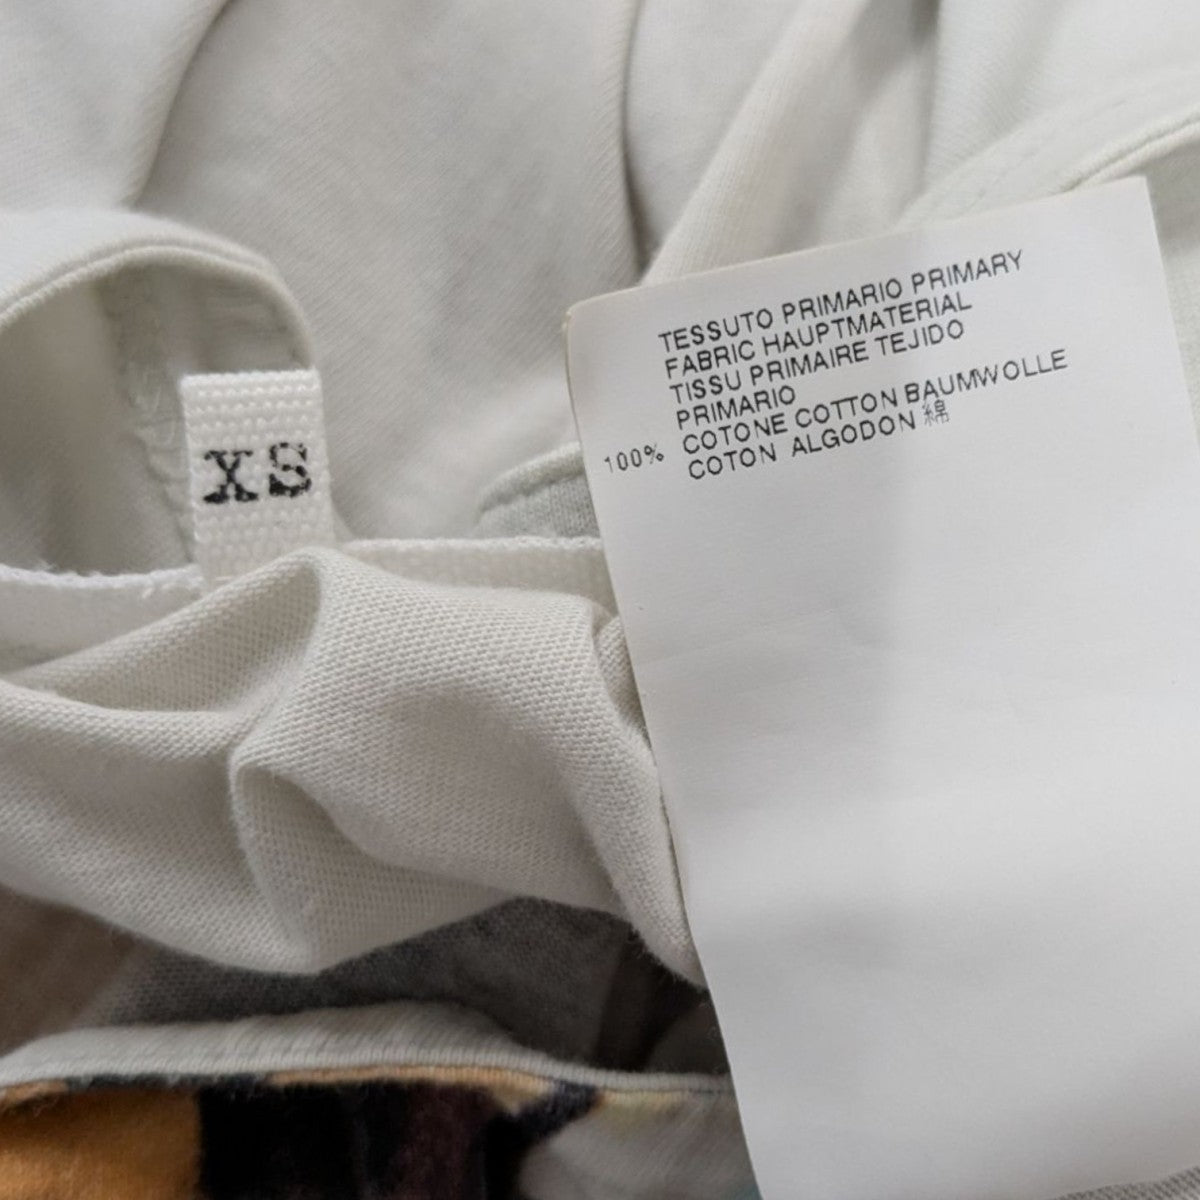 XS
TESSUTO PRIMARIO PRIMARY
FABRIC HAUPTMATERIAL
TISSU PRIMAIRE TEJIDO
PRIMARIO
COTONE COTTON BAUMWOLLE
100% COTON ALGODON 綿